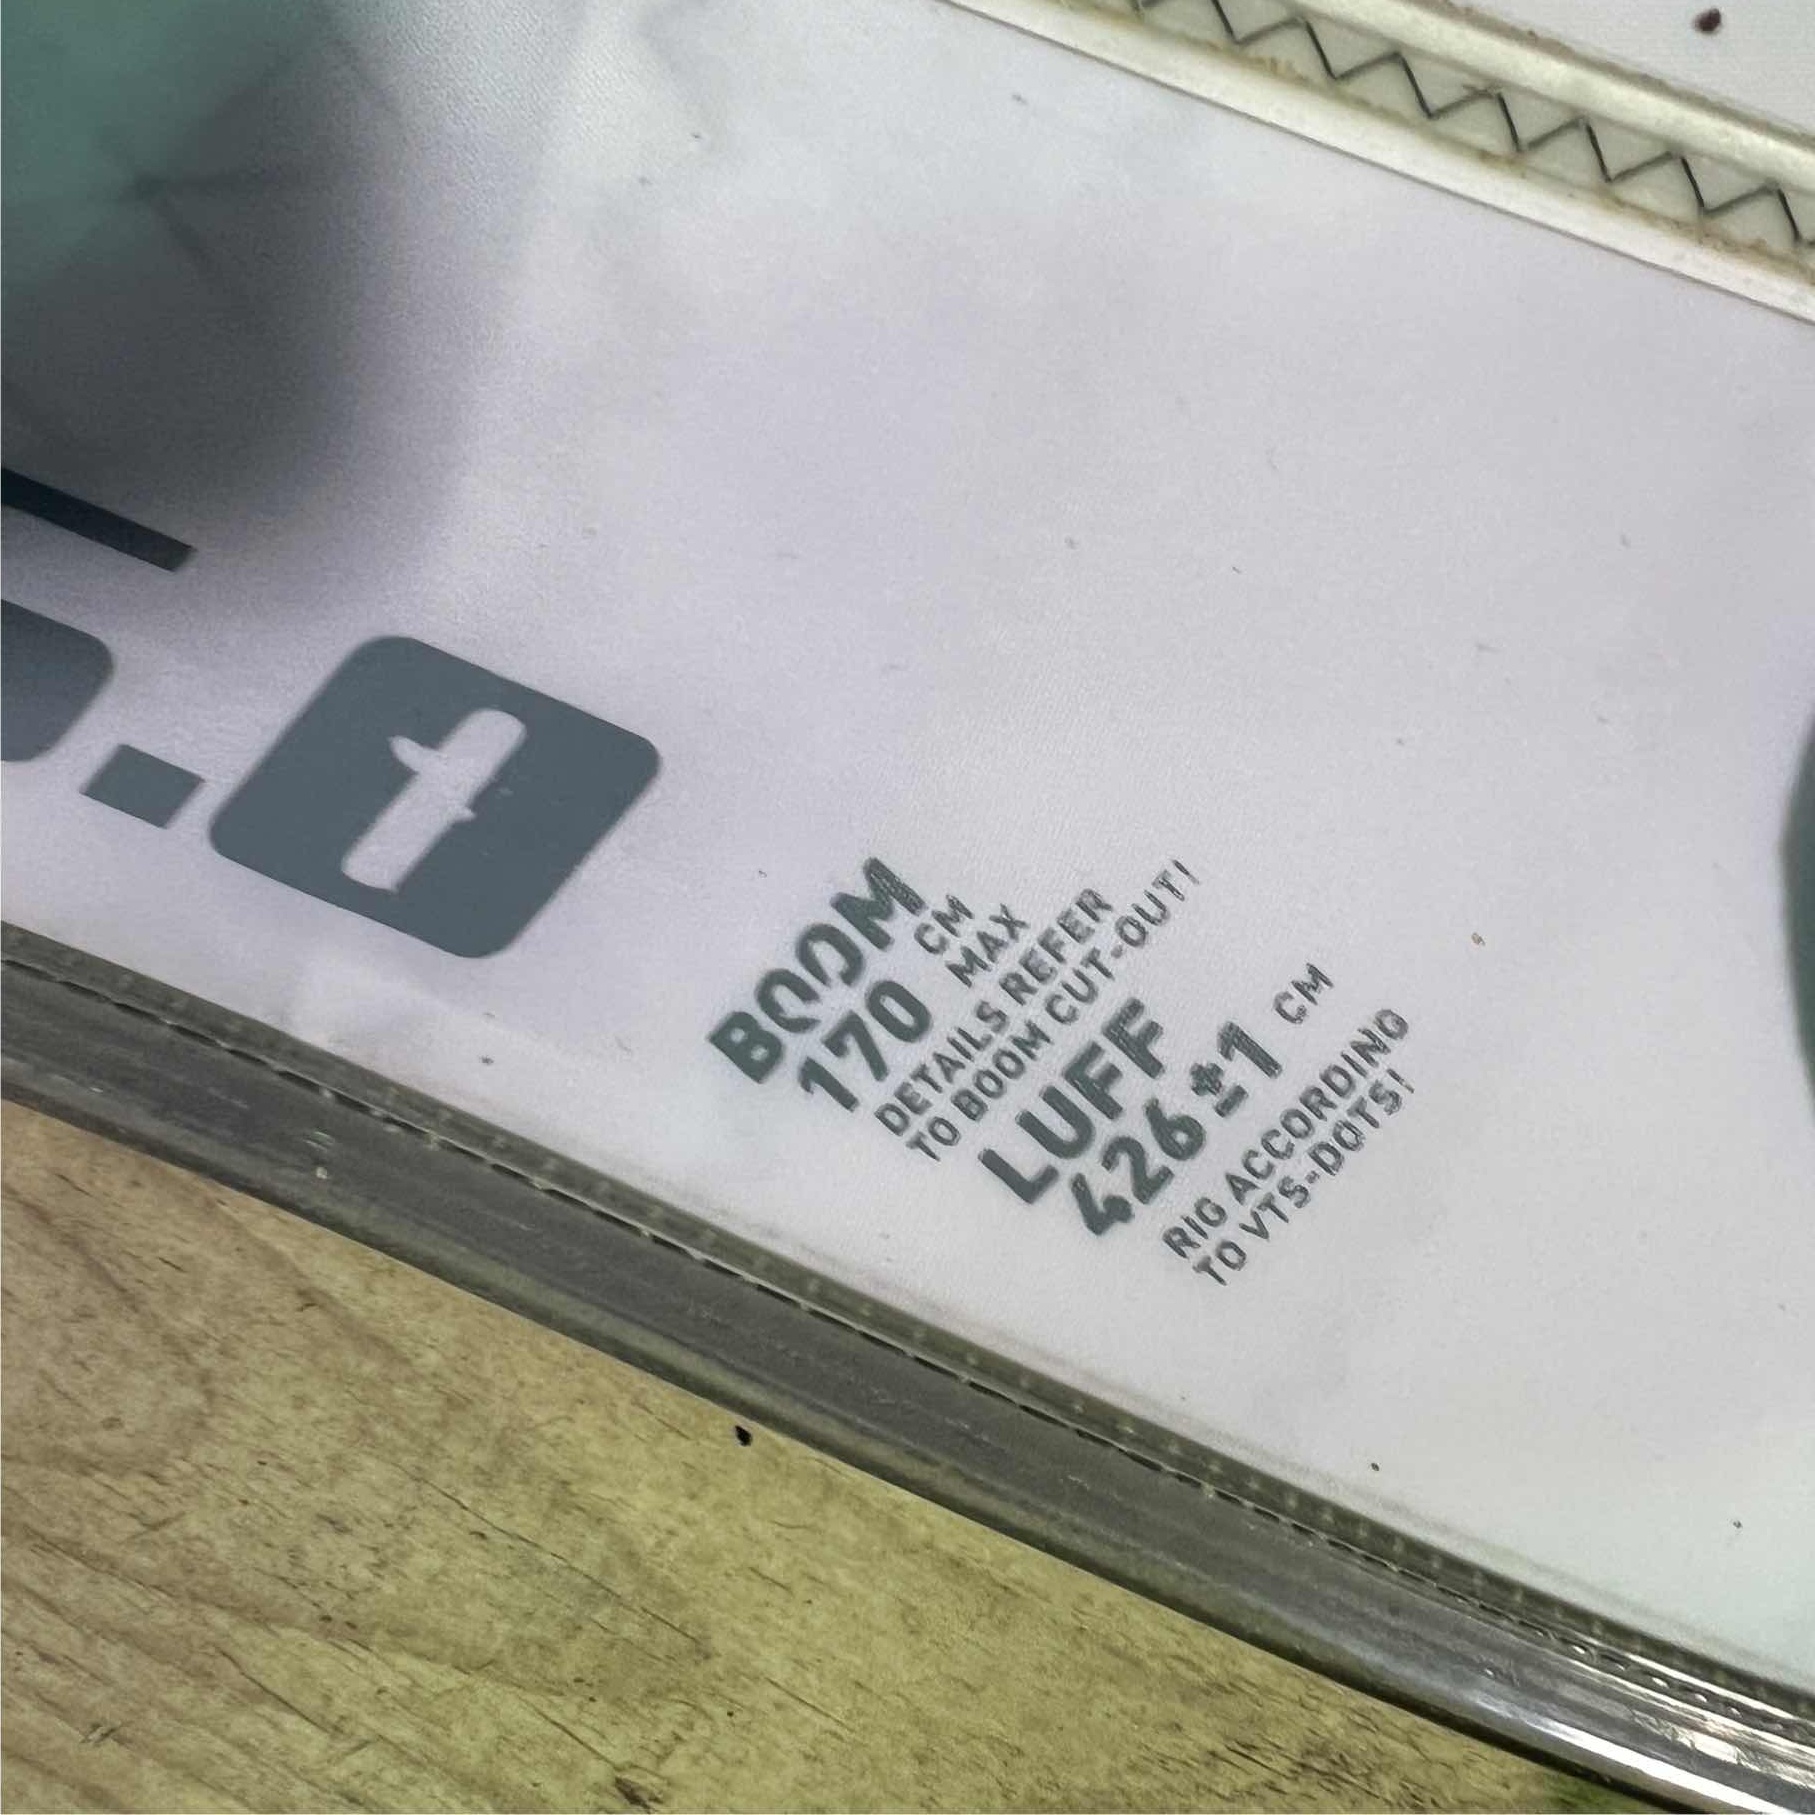 BOOM
170 CM MAX
DETAILS REFER
TO BOOM CUT-OUT!
LUFF
426±1 CM
RIG ACCORDING
TO VTS-DOTS!